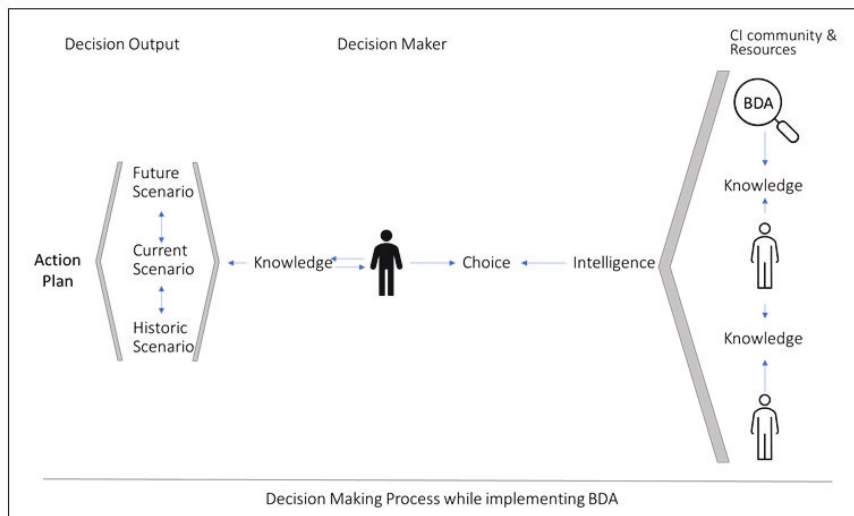 Decision Output
Decision Maker
CI community &
Resources
BDA
Future
Scenario
Knowledge
Action
Plan
Current
Scenario
Knowledge
Choice
Intelligence
Historic
Scenario
Knowledge
Decision Making Process while implementing BDA